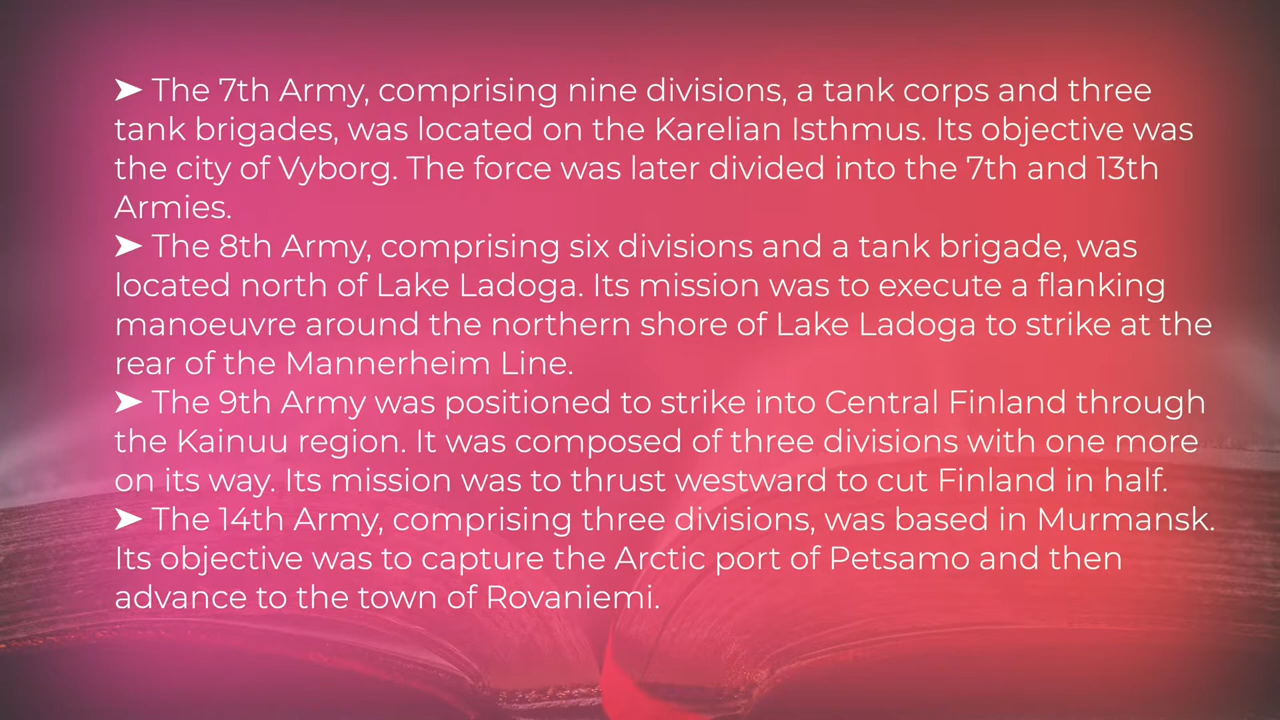 ➤ The 7th Army, comprising nine divisions, a tank corps and three
tank brigades, was located on the Karelian Isthmus. Its objective was
the city of Vyborg. The force was later divided into the 7th and 13th
Armies.
➤ The 8th Army, comprising six divisions and a tank brigade, was
located north of Lake Ladoga. Its mission was to execute a flanking
manoeuvre around the northern shore of Lake Ladoga to strike at the
rear of the Mannerheim Line.
➤ The 9th Army was positioned to strike into Central Finland through
the Kainuu region. It was composed of three divisions with one more
on its way. Its mission was to thrust westward to cut Finland in half.
➤ The 14th Army, comprising three divisions, was based in Murmansk.
Its objective was to capture the Arctic port of Petsamo and then
advance to the town of Rovaniemi.